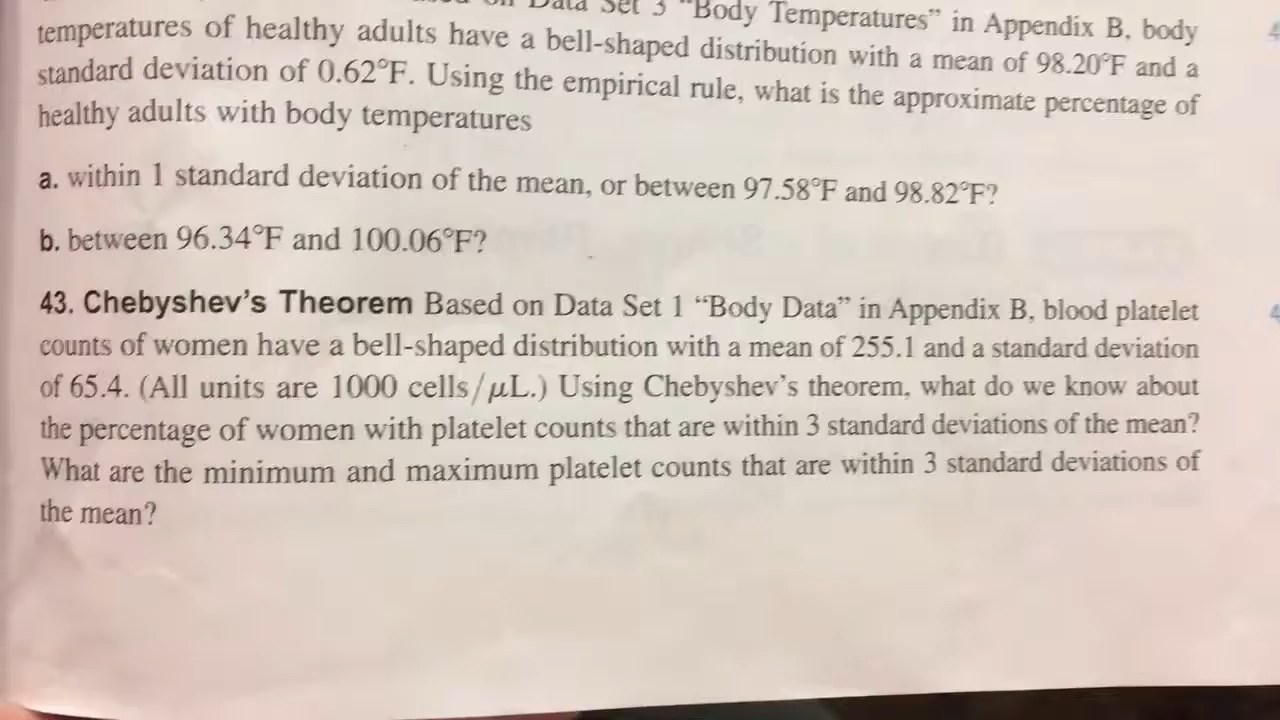 Data Set 3 "Body Temperatures" in Appendix B, body
temperatures of healthy adults have a bell-shaped distribution with a mean of 98.20°F and a
standard deviation of 0.62°F. Using the empirical rule, what is the approximate percentage of
healthy adults with body temperatures
a. within 1 standard deviation of the mean, or between 97.58°F and 98.82°F?
b. between 96.34°F and 100.06°F?
43. Chebyshev's Theorem Based on Data Set 1 “Body Data” in Appendix B, blood platelet
counts of women have a bell-shaped distribution with a mean of 255.1 and a standard deviation
of 65.4. (All units are 1000 cells/μL.) Using Chebyshev's theorem, what do we know about
the percentage of women with platelet counts that are within 3 standard deviations of the mean?
What are the minimum and maximum platelet counts that are within 3 standard deviations of
the mean?